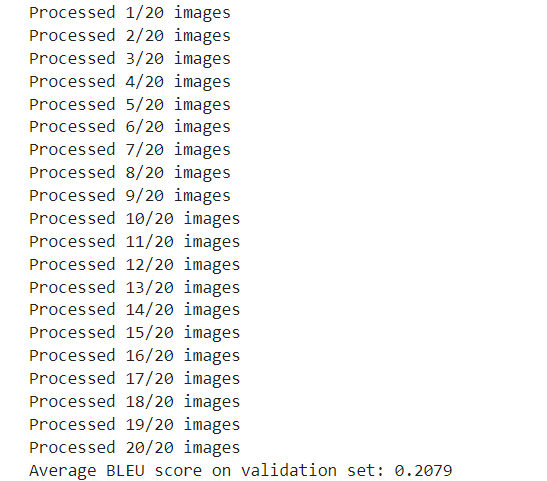 Processed 1/20 images
Processed 2/20 images
Processed 3/20 images
Processed 4/20 images
Processed 5/20 images
Processed 6/20 images
Processed 7/20 images
Processed 8/20 images
Processed 9/20 images
Processed 10/20 images
Processed 11/20 images
Processed 12/20 images
Processed 13/20 images
Processed 14/20 images
Processed 15/20 images
Processed 16/20 images
Processed 17/20 images
Processed 18/20 images
Processed 19/20 images
Processed 20/20 images
Average BLEU score on validation set: 0.2079